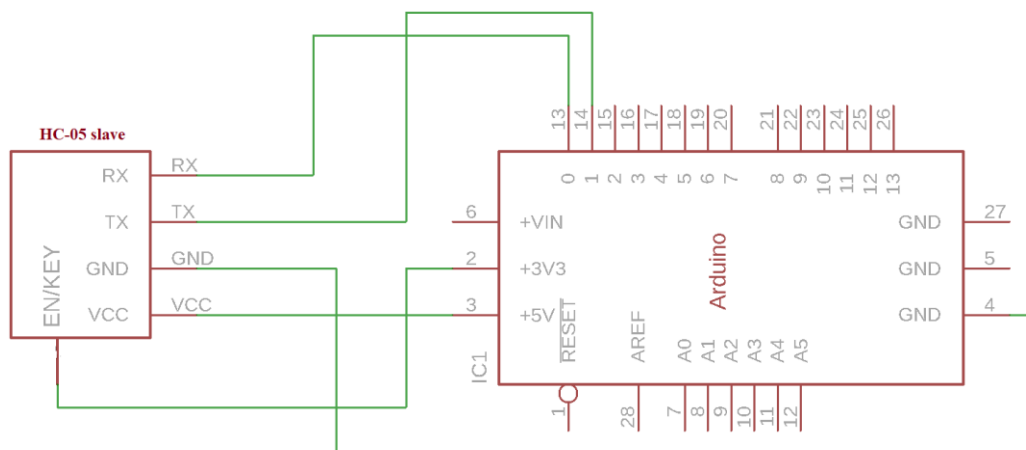 13 14 15 16 17 18 19 20 21 22 23 24 25 26
HC-05 slave
RX RX
0 1 2 3 4 5 6 7 8 9 10 11 12 13
TX TX
6 +VIN GND 27
EN/KEY
GND GND
2 +3V3 GND 5
Arduino
VCC VCC
3 +5V GND 4
IC1
RESET AREF A0 A1 A2 A3 A4 A5
1 28 7 8 9 10 11 12